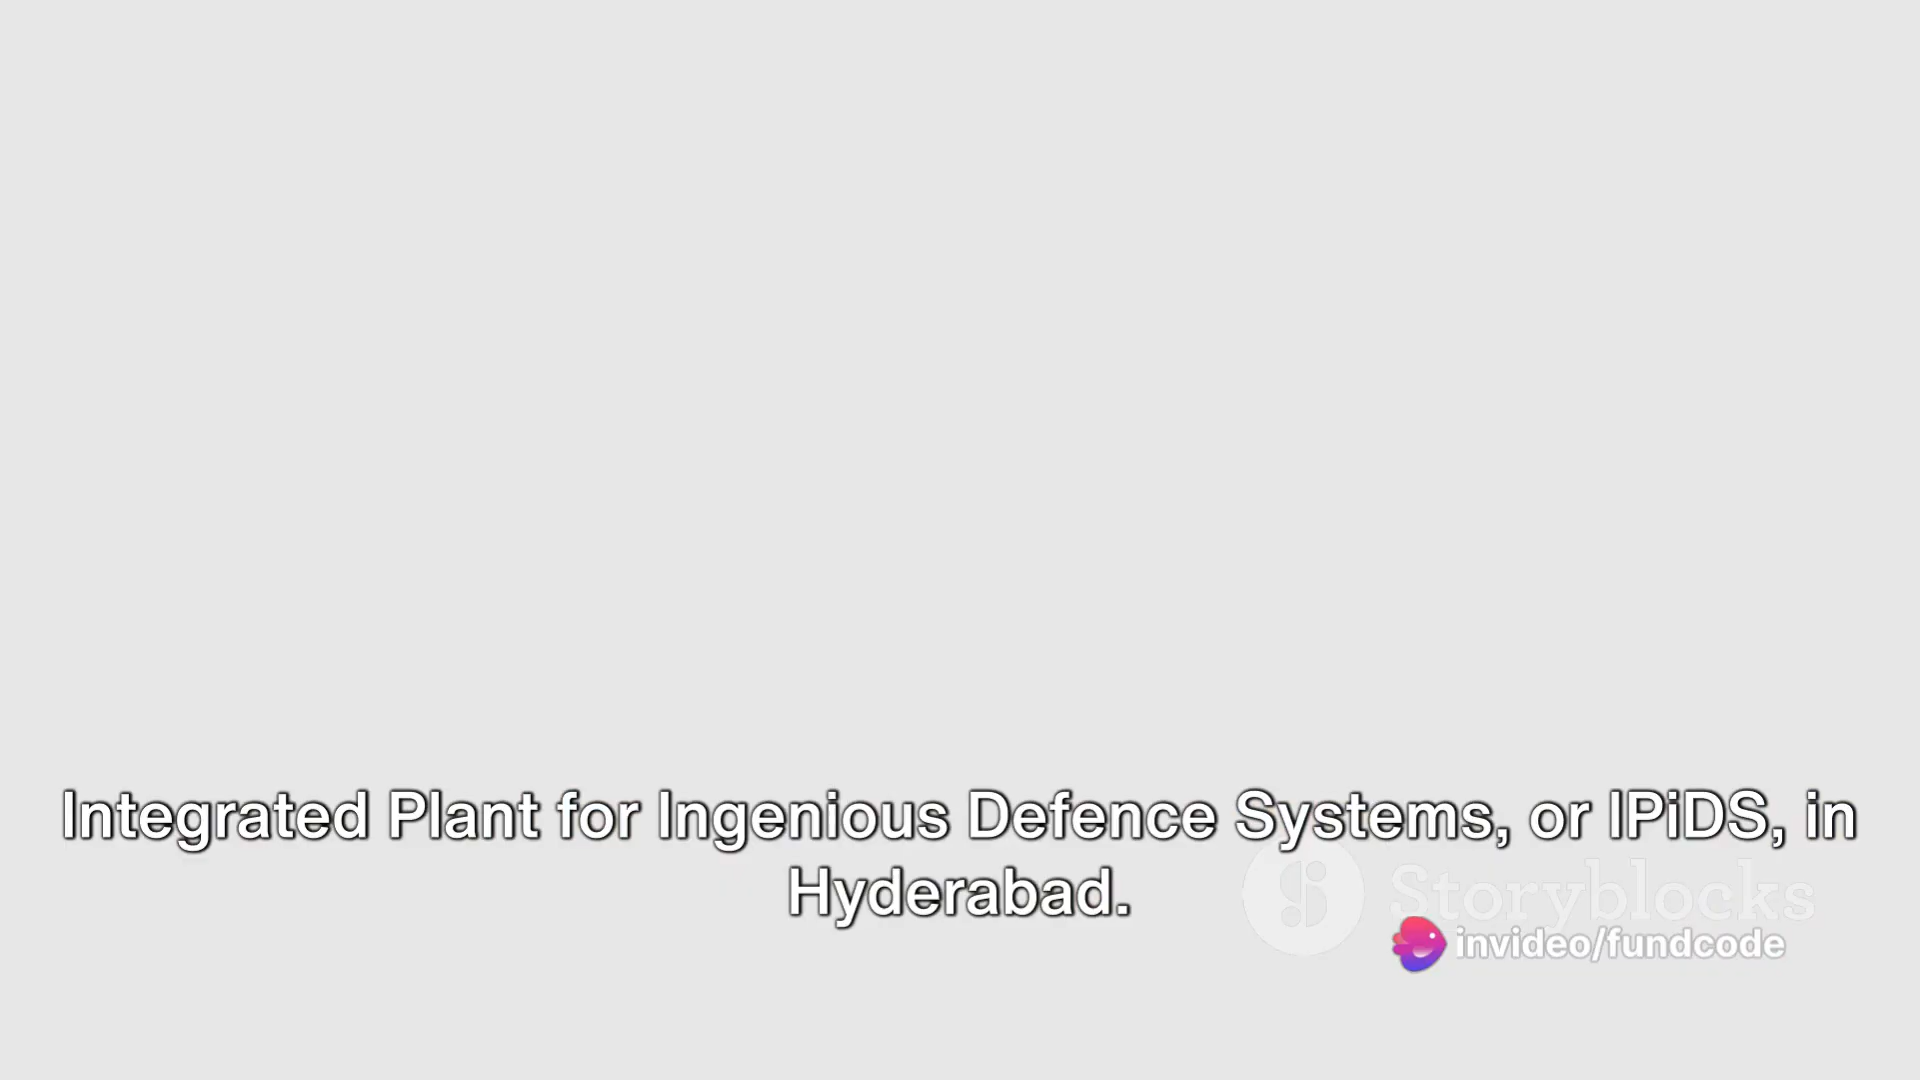 Integrated Plant for Ingenious Defence Systems, or IPiDS, in
Hyderabad.
Storyblocks
invideo/fundcode